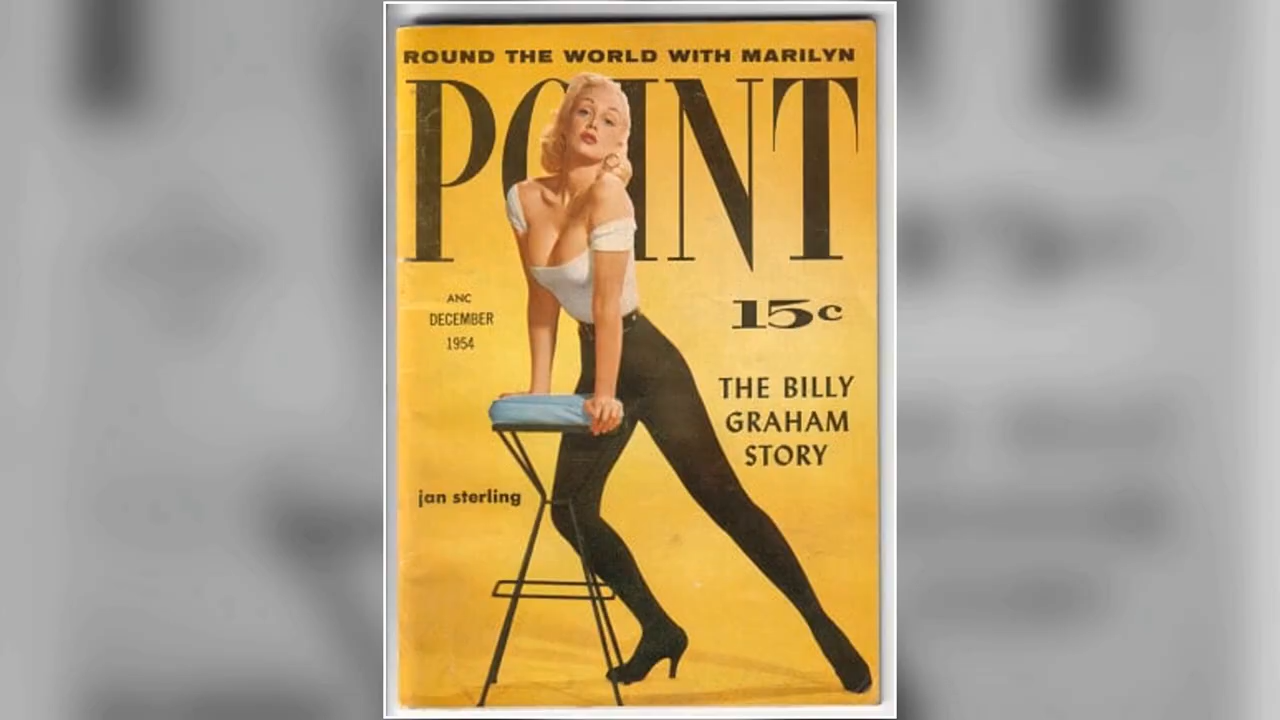 ROUND THE WORLD WITH MARILYN
POINT
ANC
DECEMBER
1954
15c
THE BILLY
GRAHAM
STORY
jan sterling